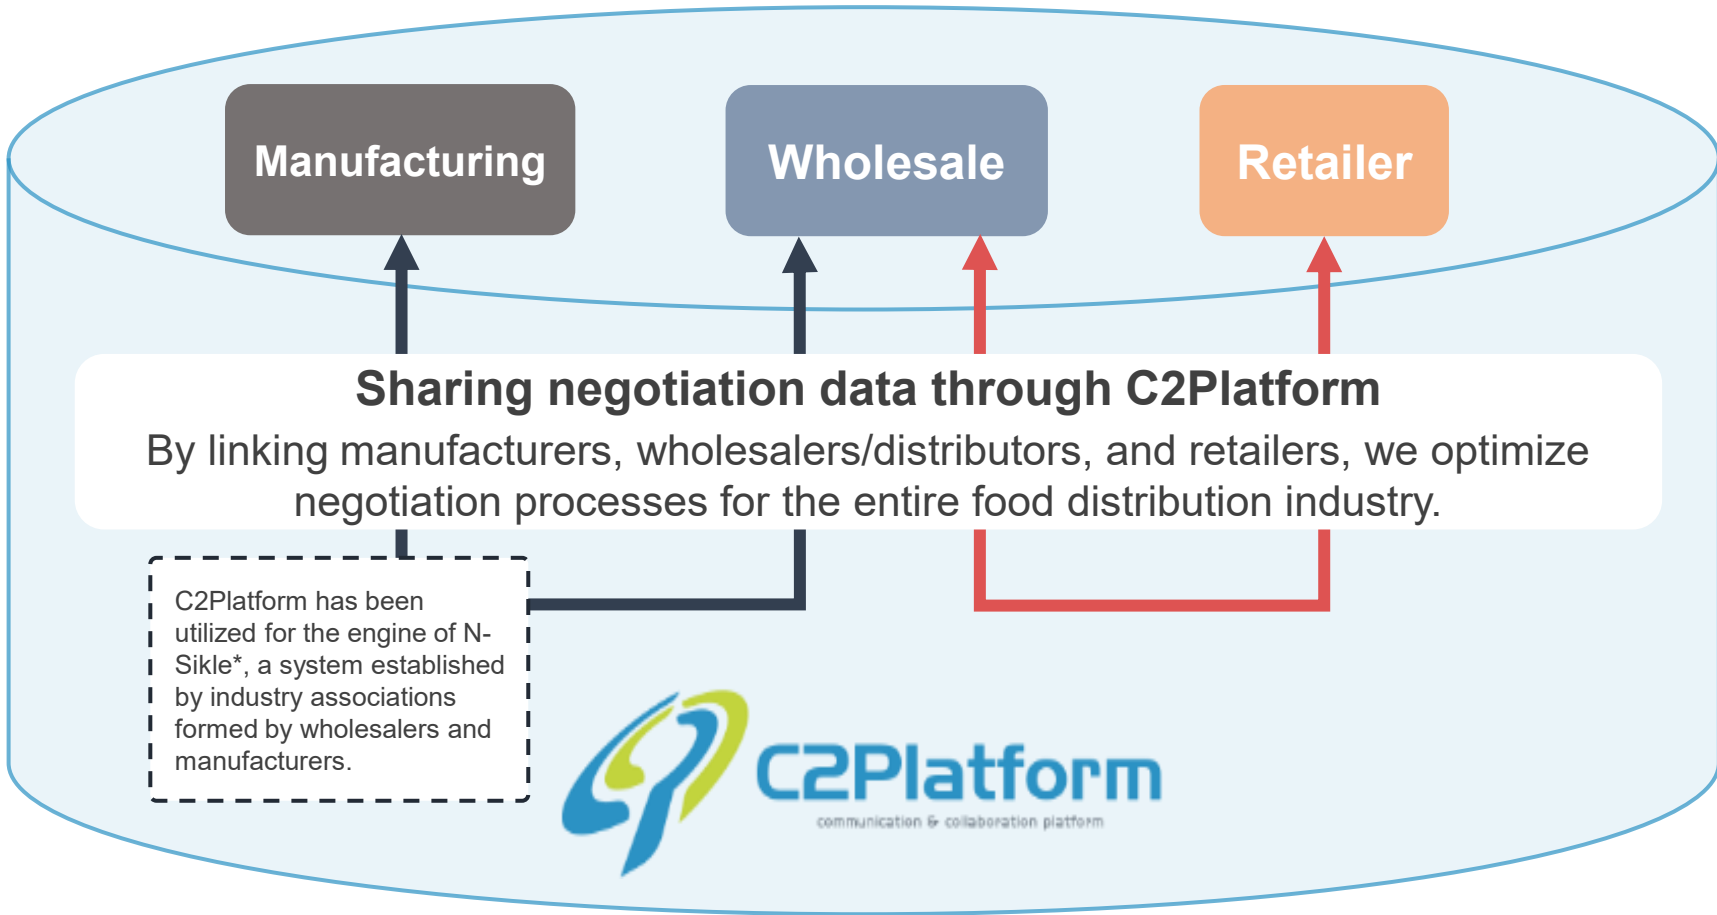 Manufacturing
Wholesale
Retailer
Sharing negotiation data through C2Platform
By linking manufacturers, wholesalers/distributors, and retailers, we optimize
negotiation processes for the entire food distribution industry.
C2Platform has been
utilized for the engine of N-
Sikle*, a system established
by industry associations
formed by wholesalers and
manufacturers.
C2Platform
communication & collaboration platform